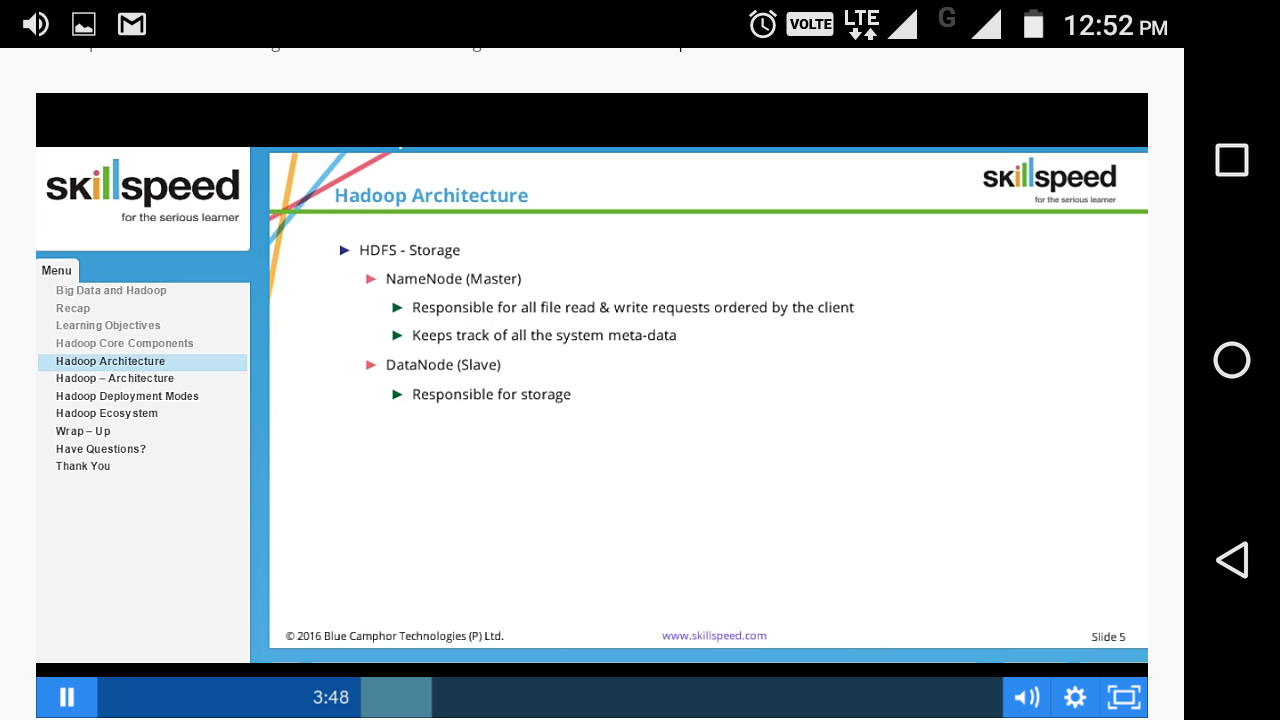 VOLTE LTE G 12:52 PM
skillspeed
for the serious learner
Menu
Big Data and Hadoop
Recap
Learning Objectives
Hadoop Core Components
Hadoop Architecture
Hadoop – Architecture
Hadoop Deployment Modes
Hadoop Ecosystem
Wrap – Up
Have Questions?
Thank You
Hadoop Architecture
skillspeed
for the serious learner
HDFS - Storage
NameNode (Master)
Responsible for all file read & write requests ordered by the client
Keeps track of all the system meta-data
DataNode (Slave)
Responsible for storage
© 2016 Blue Camphor Technologies (P) Ltd. www.skillspeed.com Slide 5
3:48